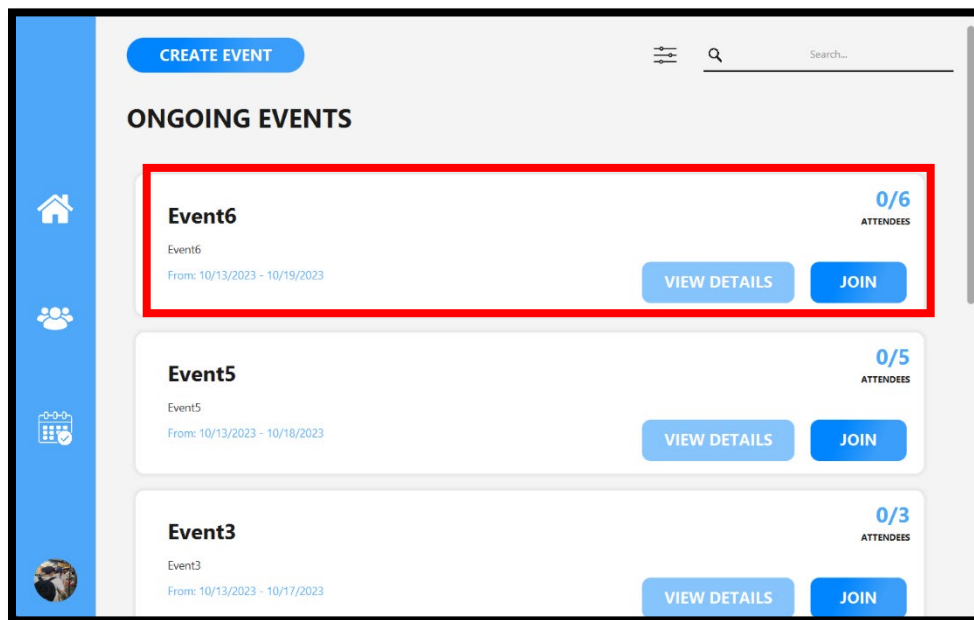 CREATE EVENT
Search...
ONGOING EVENTS
Event6
0/6
ATTENDEES
Event6
From: 10/13/2023 - 10/19/2023
VIEW DETAILS
JOIN
Event5
0/5
ATTENDEES
Event5
From: 10/13/2023 - 10/18/2023
VIEW DETAILS
JOIN
Event3
0/3
ATTENDEES
Event3
From: 10/13/2023 - 10/17/2023
VIEW DETAILS
JOIN